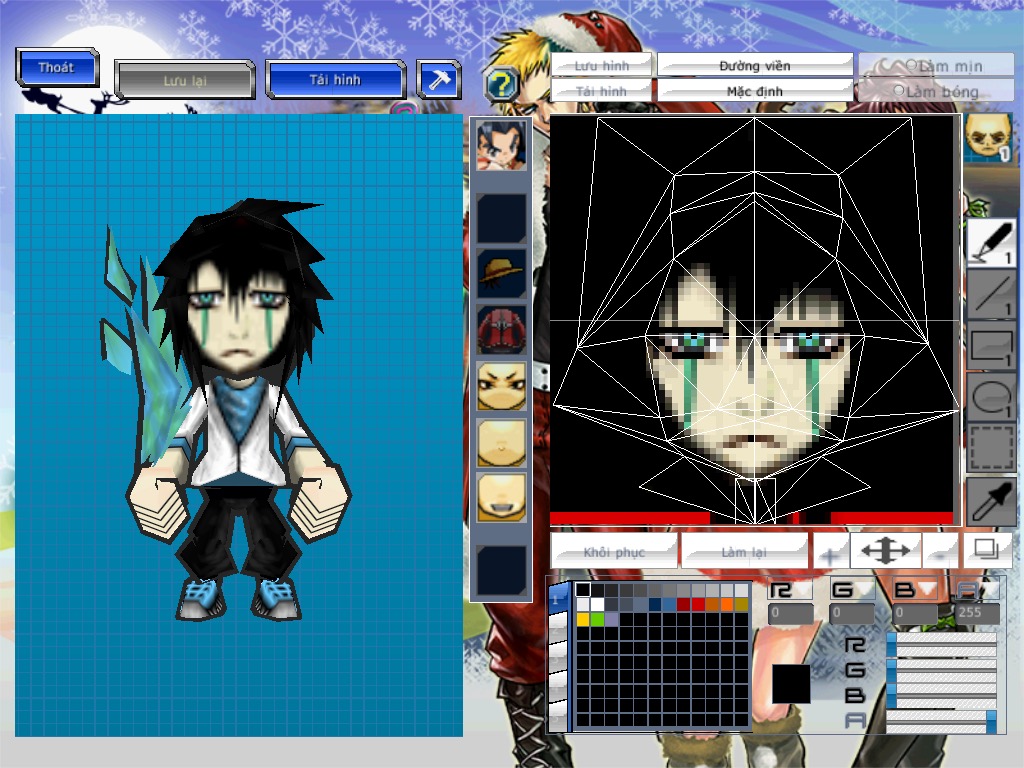 Thoát
Lưu lại
Tải hình
?
Lưu hình
Đường viền
Làm mịn
Tải hình
Mặc định
Làm bóng
1
1
1
1
1
Khôi phục
Làm lại
+
-
1
R G B A
0 0 0 255
R
G
B
A